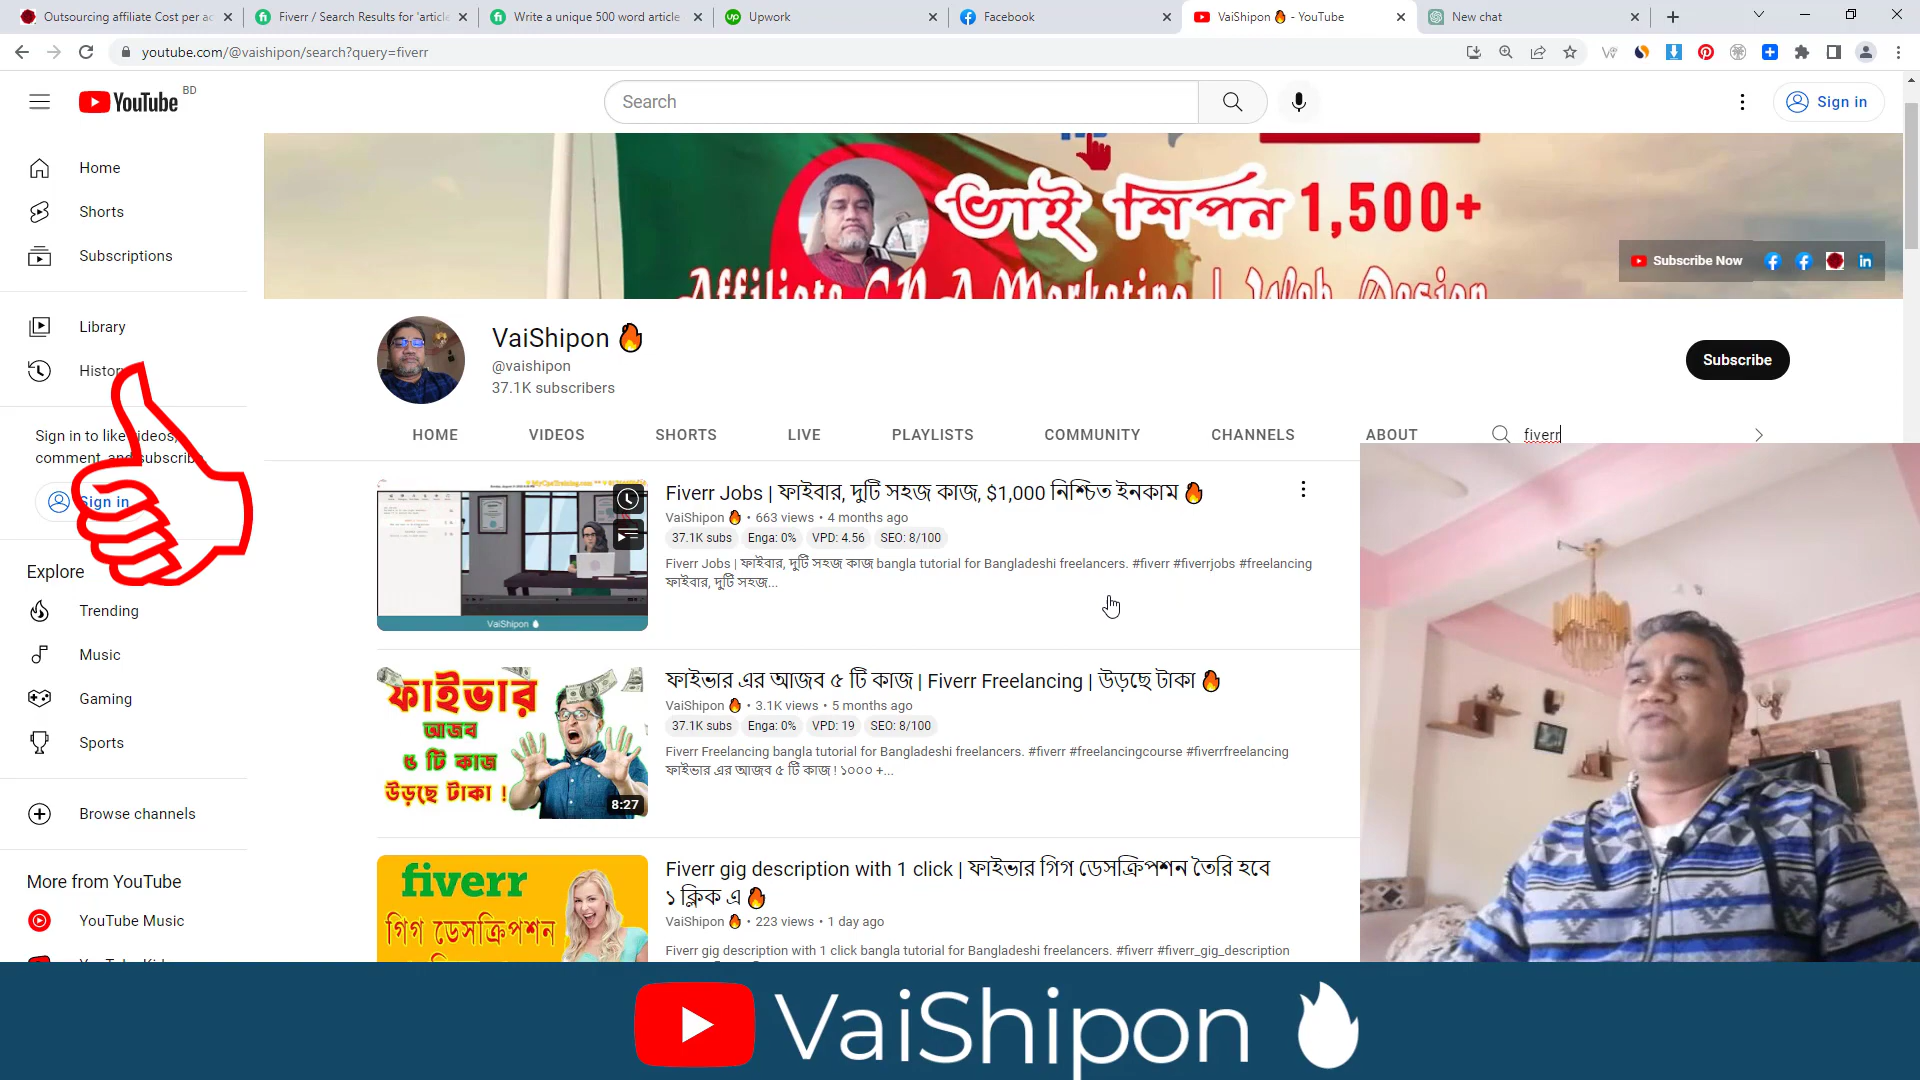 Outsourcing affiliate Cost per ac
Fiverr / Search Results for 'article
Write a unique 500 word article
Upwork
Facebook
VaiShipon 🔥 - YouTube
New chat
youtube.com/@vaishipon/search?query=fiverr
YouTube BD
Search
Sign in
Home
Shorts
Subscriptions
Library
History
Sign in to like videos,
comment, and subscribe.
Sign in
Explore
Trending
Music
Gaming
Sports
Browse channels
More from YouTube
YouTube Music
ভাই শিপন 1,500+
Affiliate CPA Marketing | Web Design
Subscribe Now
VaiShipon 🔥
@vaishipon
37.1K subscribers
Subscribe
HOME VIDEOS SHORTS LIVE PLAYLISTS COMMUNITY CHANNELS ABOUT fiverr
Fiverr Jobs | ফাইবার, দুটি সহজ কাজ, $1,000 নিশ্চিত ইনকাম 🔥
VaiShipon 🔥 • 663 views • 4 months ago
37.1K subs Enga: 0% VPD: 4.56 SEO: 8/100
Fiverr Jobs | ফাইবার, দুটি সহজ কাজ bangla tutorial for Bangladeshi freelancers. #fiverr #fiverrjobs #freelancing
ফাইবার, দুটি সহজ...
VaiShipon
ফাইভার
আজব
৫ টি কাজ
উড়ছে টাকা !
8:27
ফাইভার এর আজব ৫ টি কাজ | Fiverr Freelancing | উড়ছে টাকা 🔥
VaiShipon 🔥 • 3.1K views • 5 months ago
37.1K subs Enga: 0% VPD: 19 SEO: 8/100
Fiverr Freelancing bangla tutorial for Bangladeshi freelancers. #fiverr #freelancingcourse #fiverrfreelancing
ফাইভার এর আজব ৫ টি কাজ ! ১০০০ +...
fiverr
গিগ ডেসক্রিপশন
Fiverr gig description with 1 click | ফাইভার গিগ ডেসক্রিপশন তৈরি হবে
১ ক্লিক এ 🔥
VaiShipon 🔥 • 223 views • 1 day ago
Fiverr gig description with 1 click bangla tutorial for Bangladeshi freelancers. #fiverr #fiverr_gig_description
VaiShipon